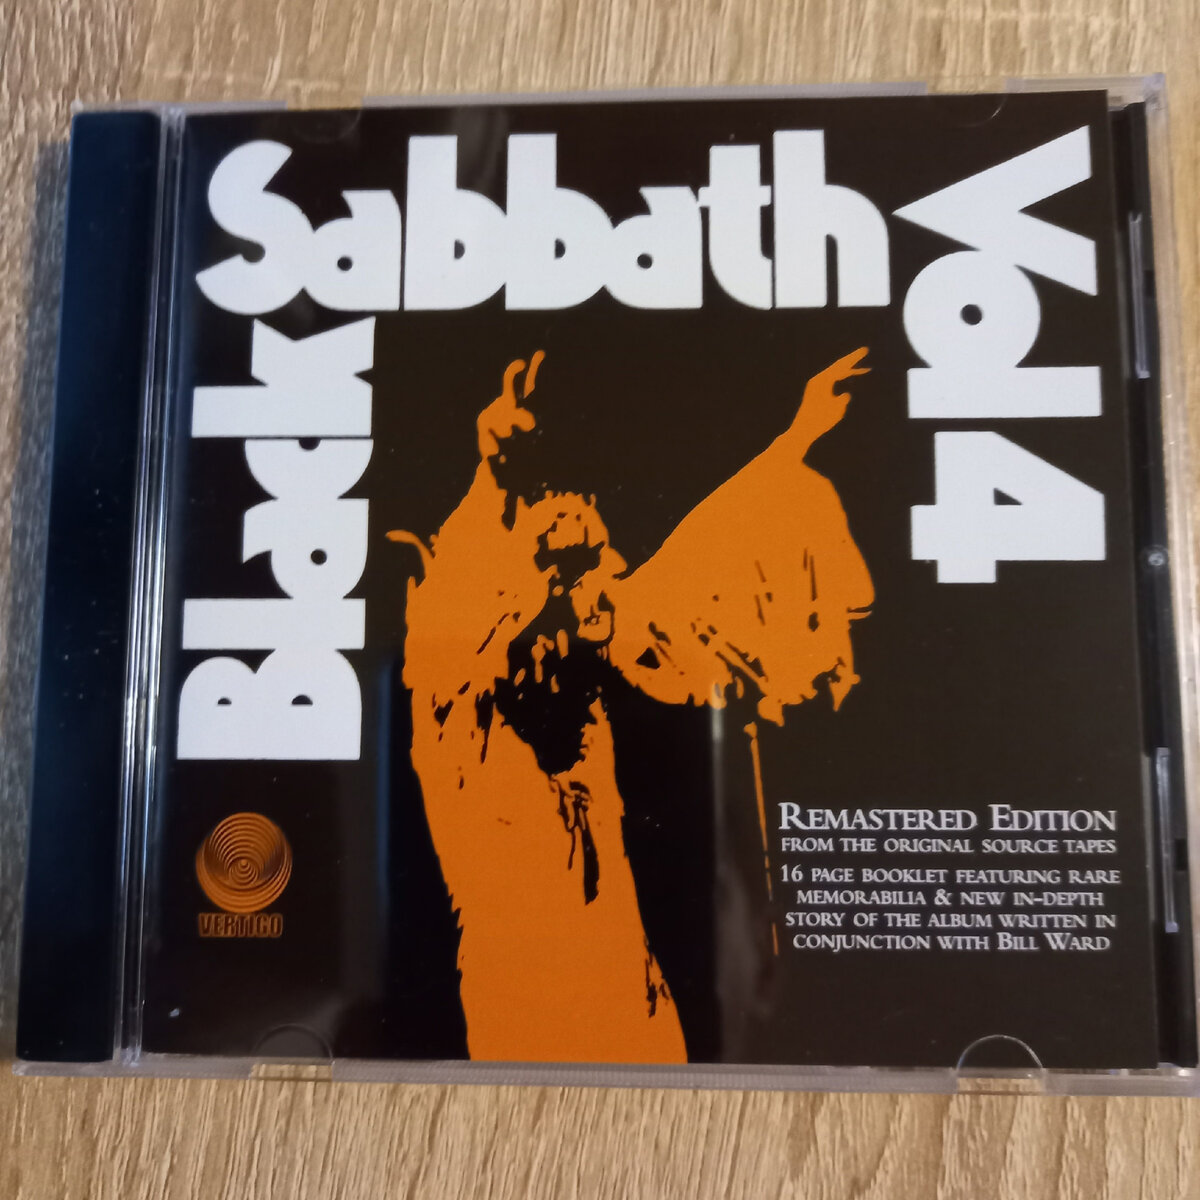 Black
Sabbath
Vol 4
VERTIGO
REMASTERED EDITION
FROM THE ORIGINAL SOURCE TAPES
16 PAGE BOOKLET FEATURING RARE
MEMORABILIA & NEW IN-DEPTH
STORY OF THE ALBUM WRITTEN IN
CONJUNCTION WITH BILL WARD